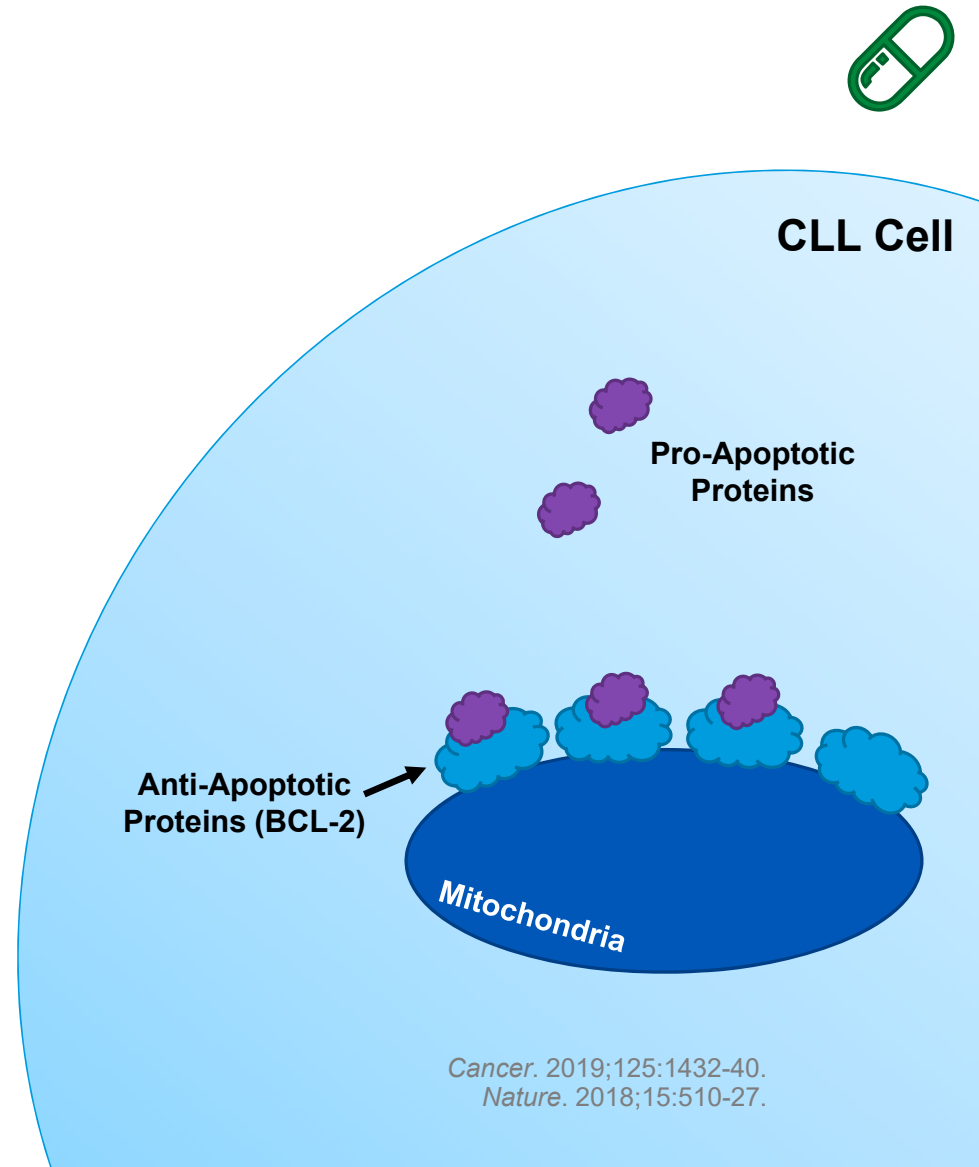 CLL Cell
Pro-Apoptotic
Proteins
Anti-Apoptotic
Proteins (BCL-2)
Mitochondria
Cancer. 2019;125:1432-40.
Nature. 2018;15:510-27.